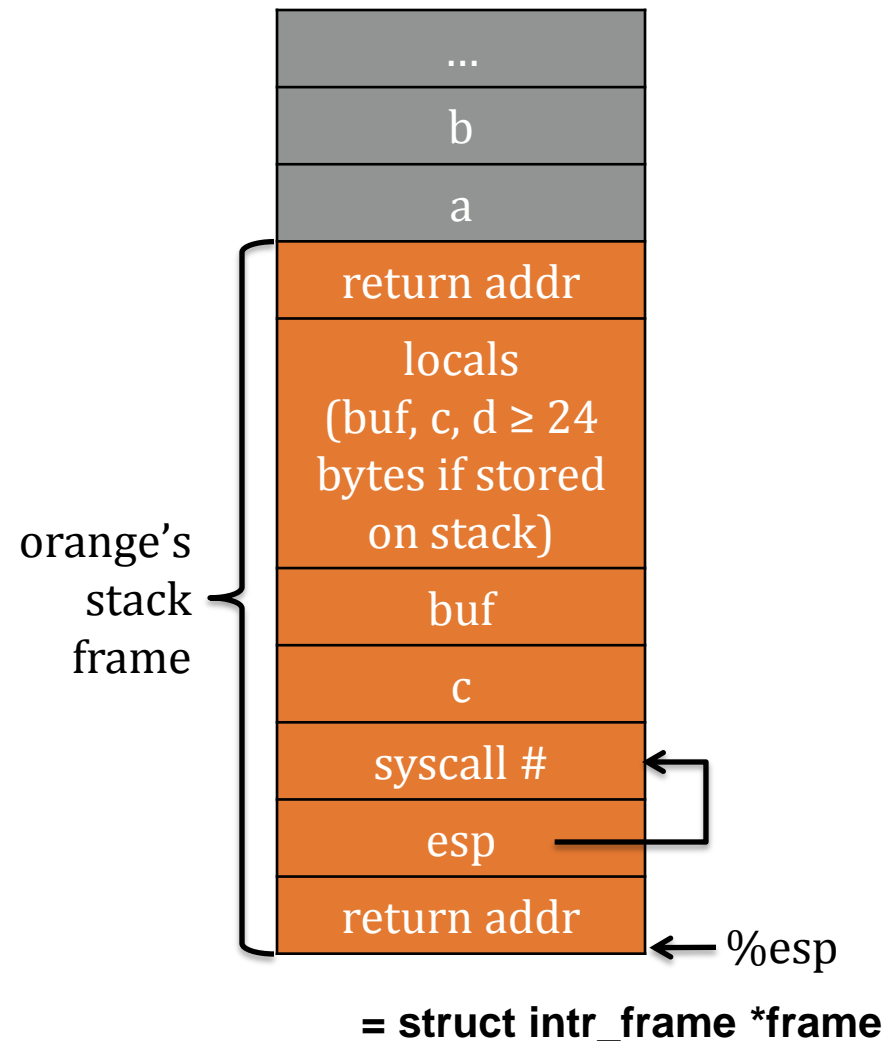 ...
b
a
return addr
locals
(buf, c, d ≥ 24
bytes if stored
on stack)
orange’s
stack
frame
buf
c
syscall #
esp
return addr
%esp
= struct intr_frame *frame